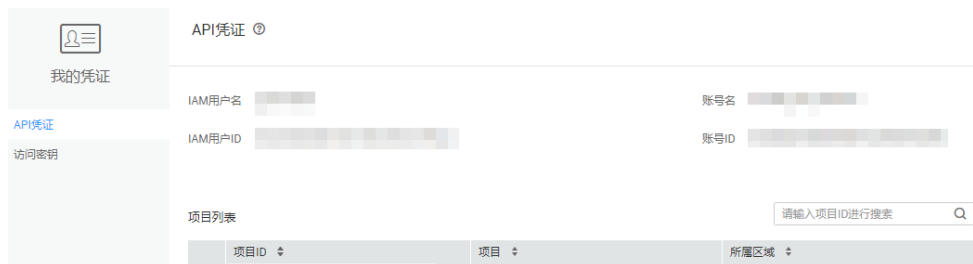 我的凭证
API凭证
访问密钥
API凭证 ?
IAM用户名
账号名
IAM用户ID
账号ID
项目列表
请输入项目ID进行搜索
项目ID
项目
所属区域